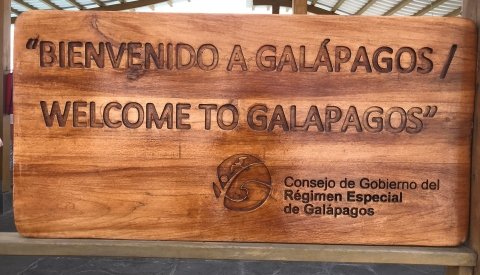 “BIENVENIDO A GALÁPAGOS /
WELCOME TO GALAPAGOS”
Consejo de Gobierno del
Régimen Especial
de Galápagos